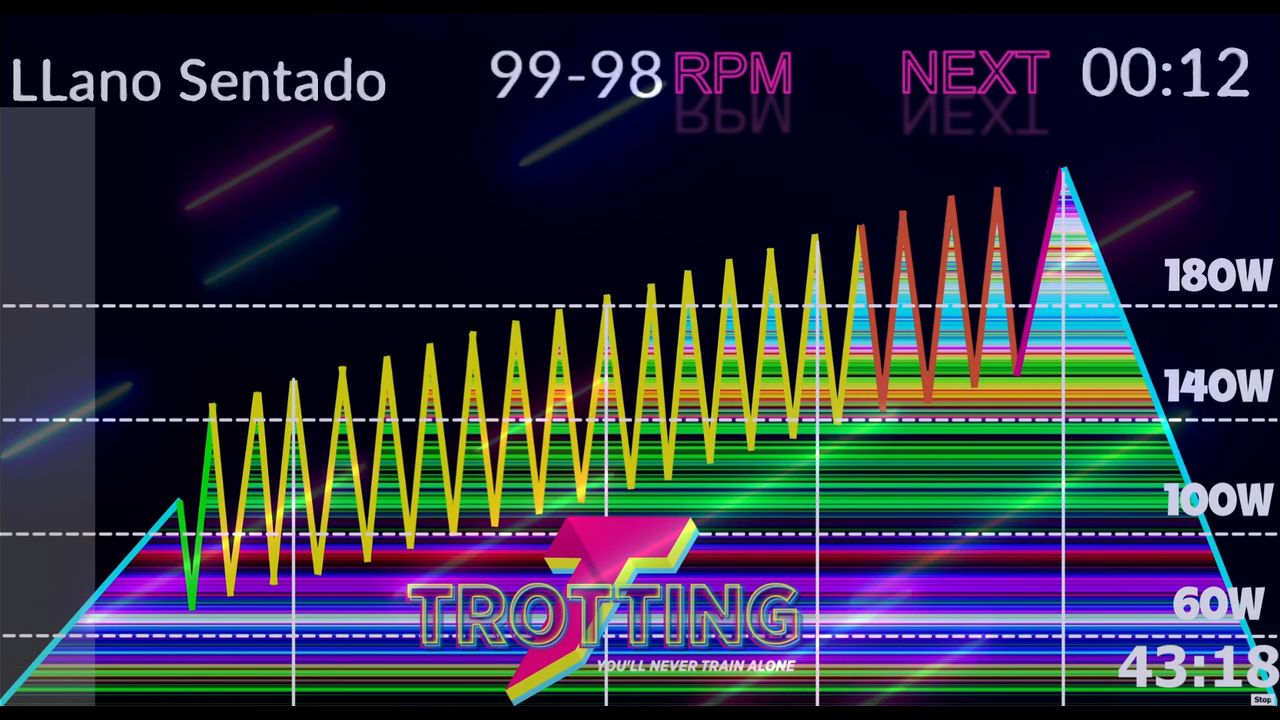 LLano Sentado
99-98 RPM
NEXT 00:12
180W
140W
100W
60W
TROTTING
YOU'LL NEVER TRAIN ALONE
43:18
Stop